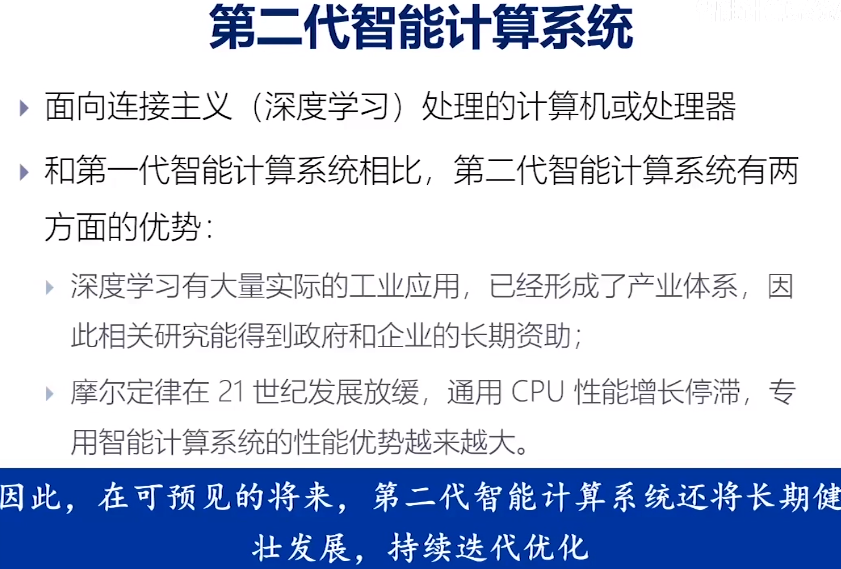 第二代智能计算系统
面向连接主义（深度学习）处理的计算机或处理器
和第一代智能计算系统相比，第二代智能计算系统有两
方面的优势：
深度学习有大量实际的工业应用，已经形成了产业体系，因
此相关研究能得到政府和企业的长期资助；
摩尔定律在 21 世纪发展放缓，通用 CPU 性能增长停滞，专
用智能计算系统的性能优势越来越大。
因此，在可预见的将来，第二代智能计算系统还将长期健
壮发展，持续迭代优化